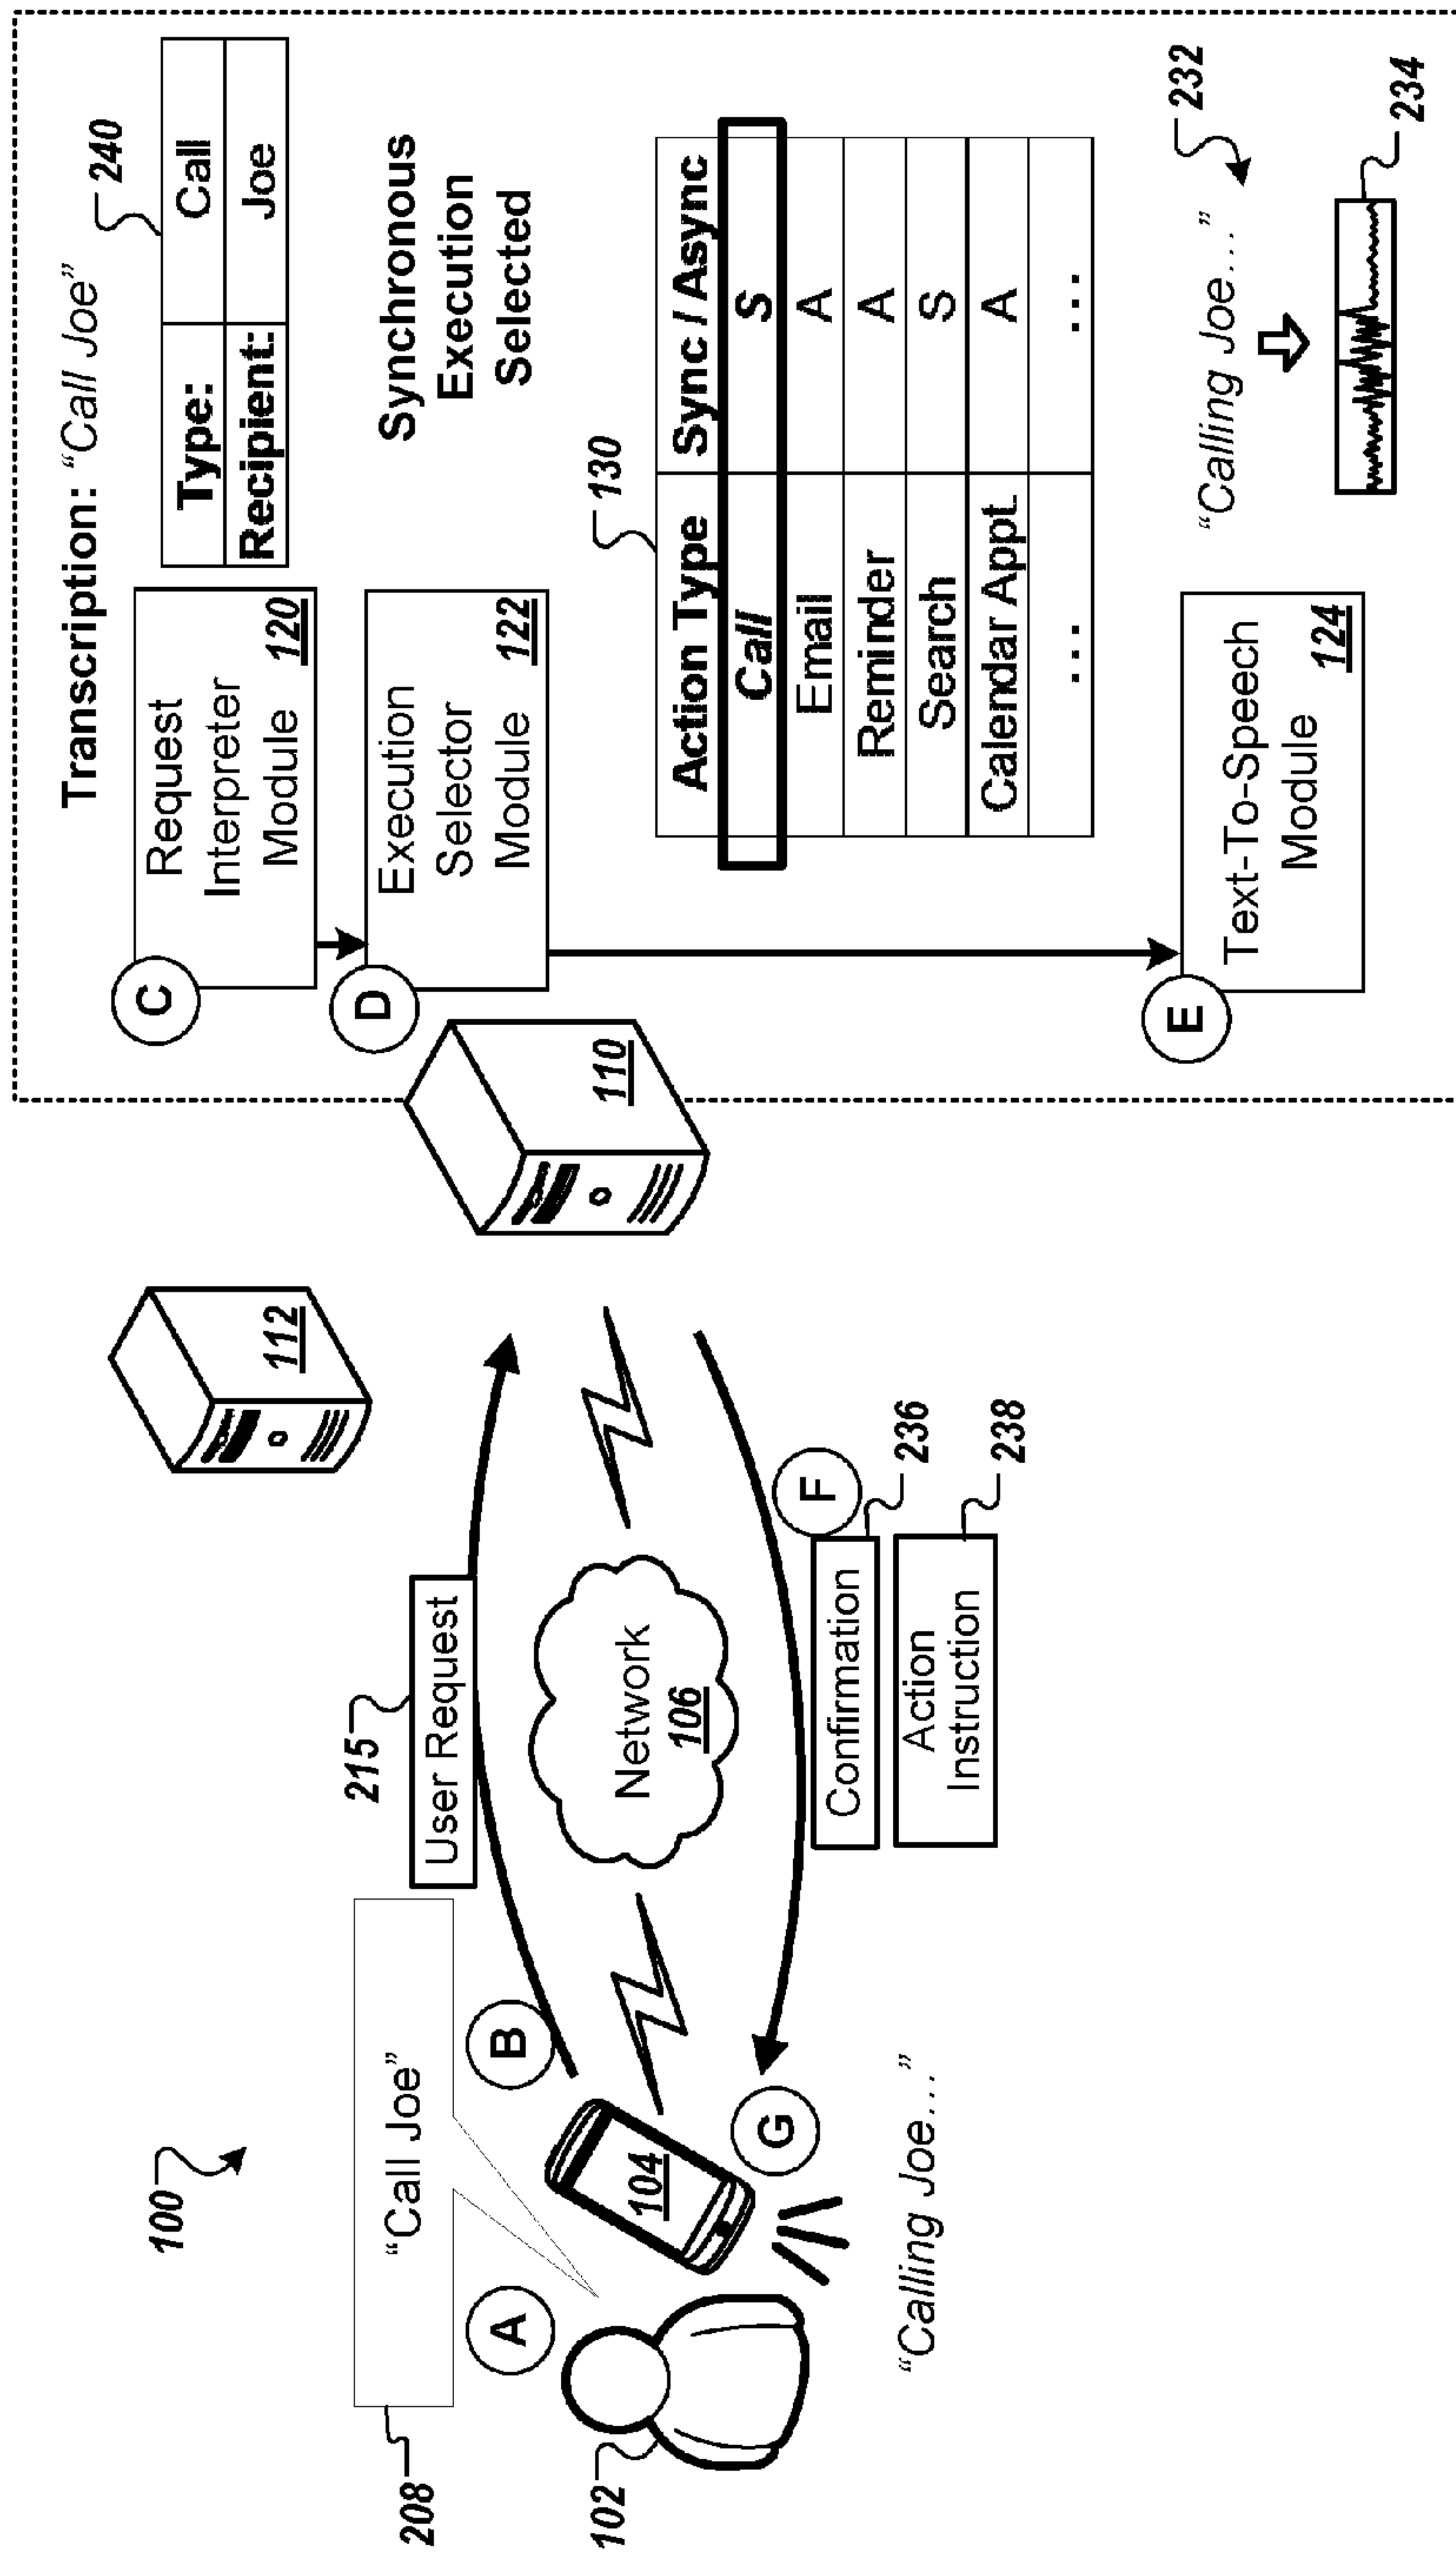 100
208
"Call Joe"
A
B
102
104
G
"Calling Joe..."
215
User Request
Network
106
F
Confirmation
236
Action
Instruction
238
112
110
Transcription: "Call Joe"
C
Request
Interpreter
Module
120
240
Type: Call
Recipient: Joe
D
Execution
Selector
Module
122
Synchronous
Execution
Selected
130
Action Type Sync / Async
Call S
Email A
Reminder A
Search S
Calendar Appt. A
... ...
E
Text-To-Speech
Module
124
"Calling Joe..."
232
234